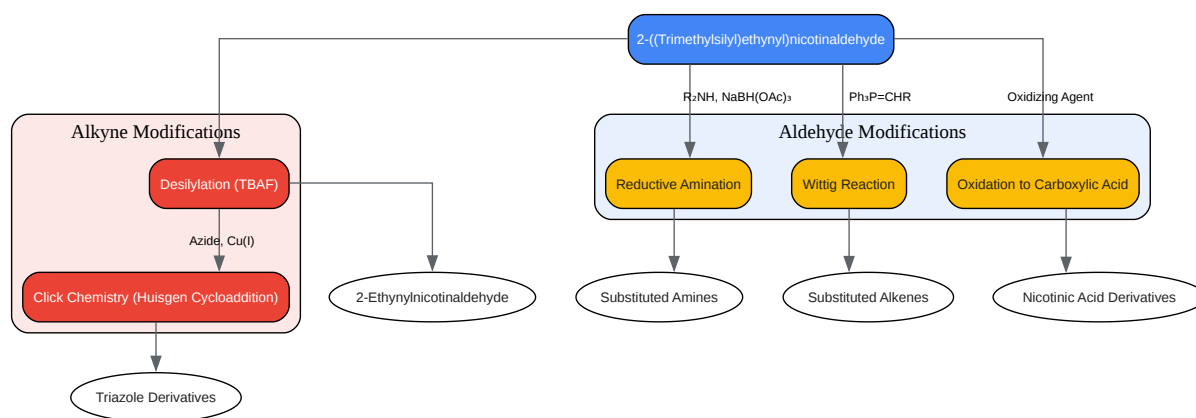 2-((Trimethylsilyl)ethynyl)nicotinaldehyde
R₂NH, NaBH(OAc)₃
Ph₃P=CHR
Oxidizing Agent
Alkyne Modifications
Aldehyde Modifications
Desilylation (TBAF)
Reductive Amination
Wittig Reaction
Oxidation to Carboxylic Acid
Azide, Cu(I)
Click Chemistry (Huisgen Cycloaddition)
2-Ethynylnicotinaldehyde
Substituted Amines
Substituted Alkenes
Nicotinic Acid Derivatives
Triazole Derivatives